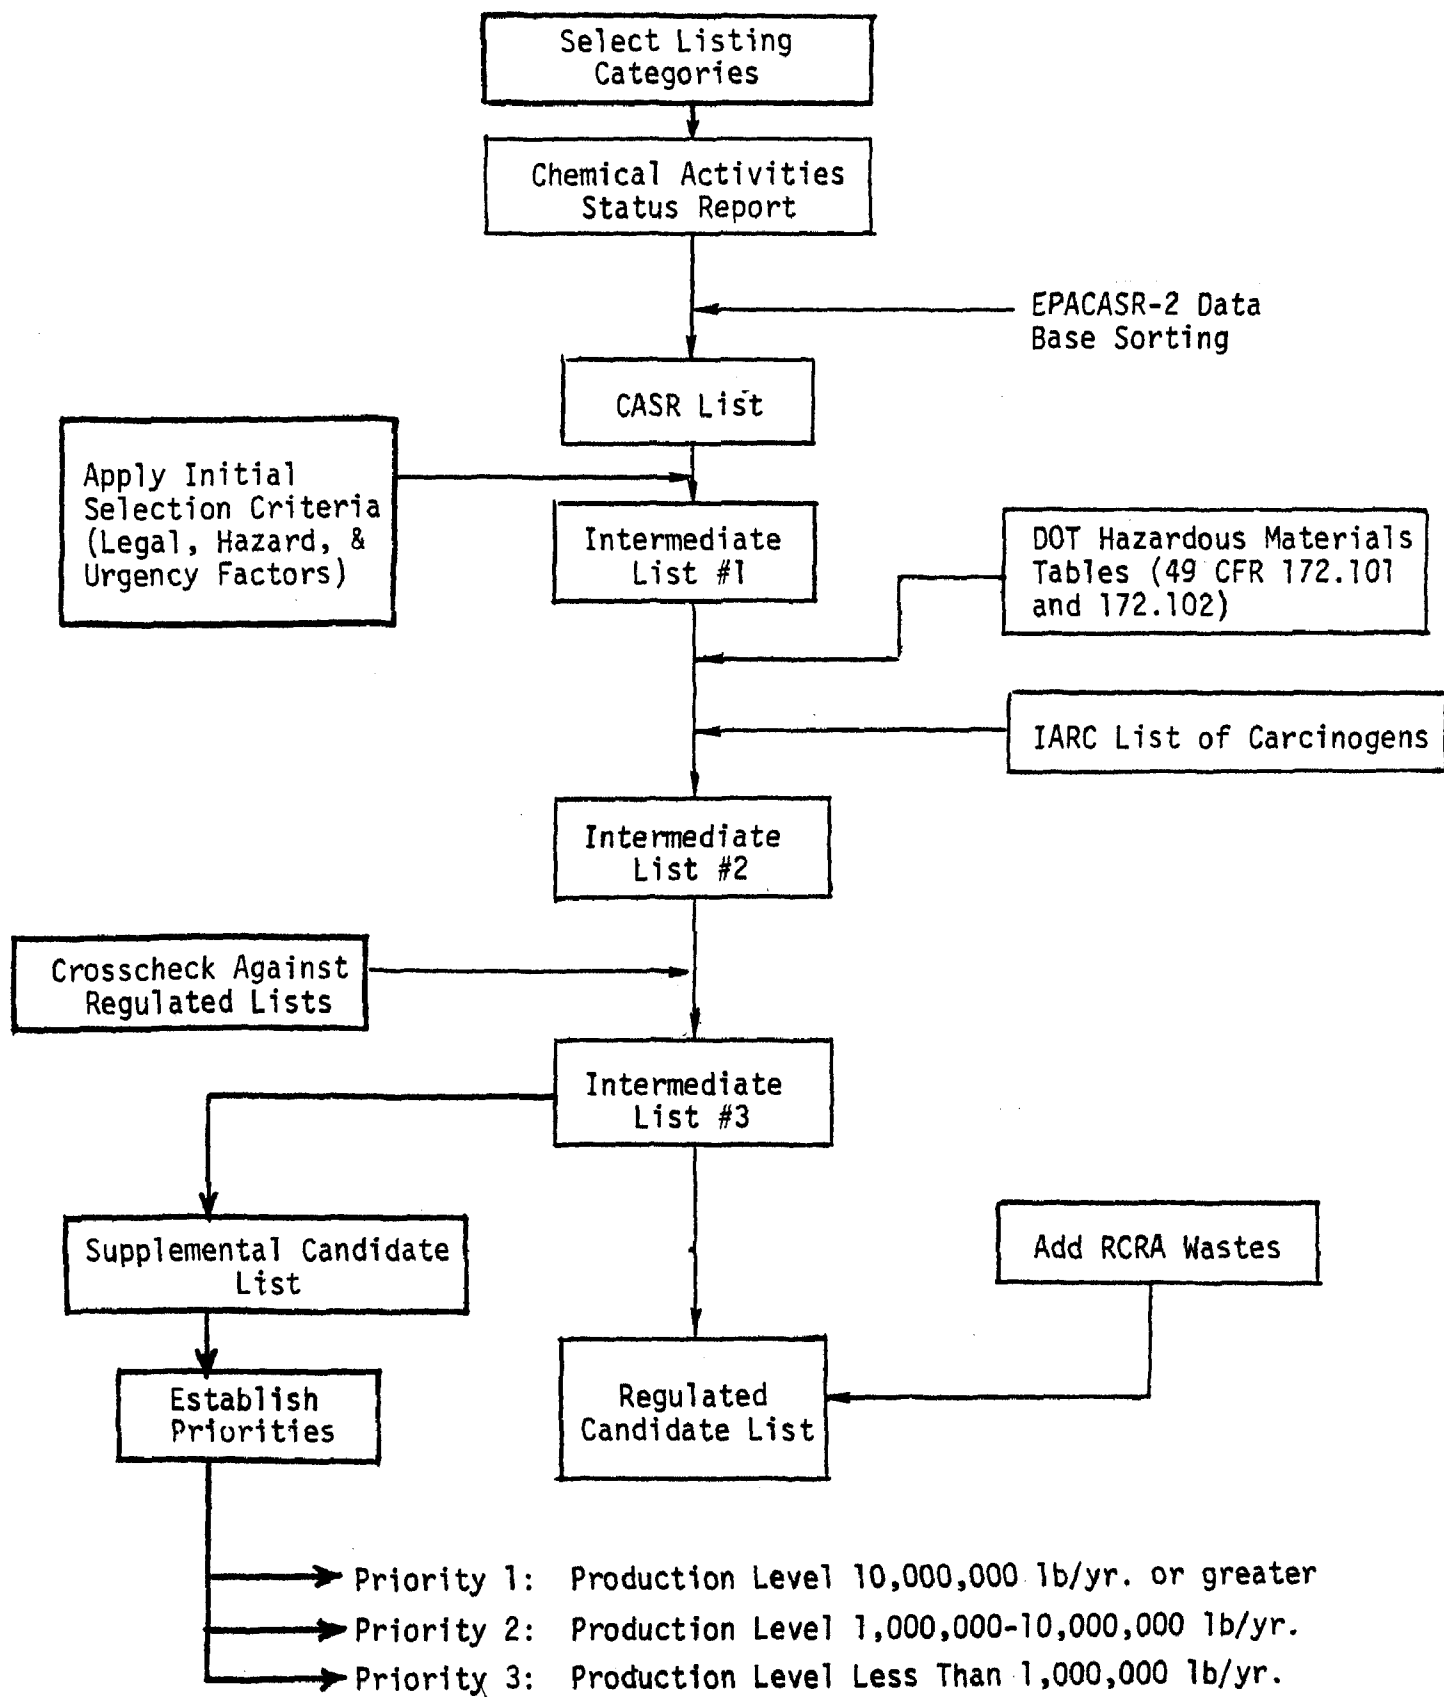 Select Listing
Categories
Chemical Activities
Status Report
EPACASR-2 Data
Base Sorting
CASR List
Apply Initial
Selection Criteria
(Legal, Hazard, &
Urgency Factors)
Intermediate
List #1
DOT Hazardous Materials
Tables (49 CFR 172.101
and 172.102)
IARC List of Carcinogens
Intermediate
List #2
Crosscheck Against
Regulated Lists
Intermediate
List #3
Supplemental Candidate
List
Add RCRA Wastes
Establish
Priorities
Regulated
Candidate List
Priority 1: Production Level 10,000,000 lb/yr. or greater
Priority 2: Production Level 1,000,000-10,000,000 lb/yr.
Priority 3: Production Level Less Than 1,000,000 lb/yr.